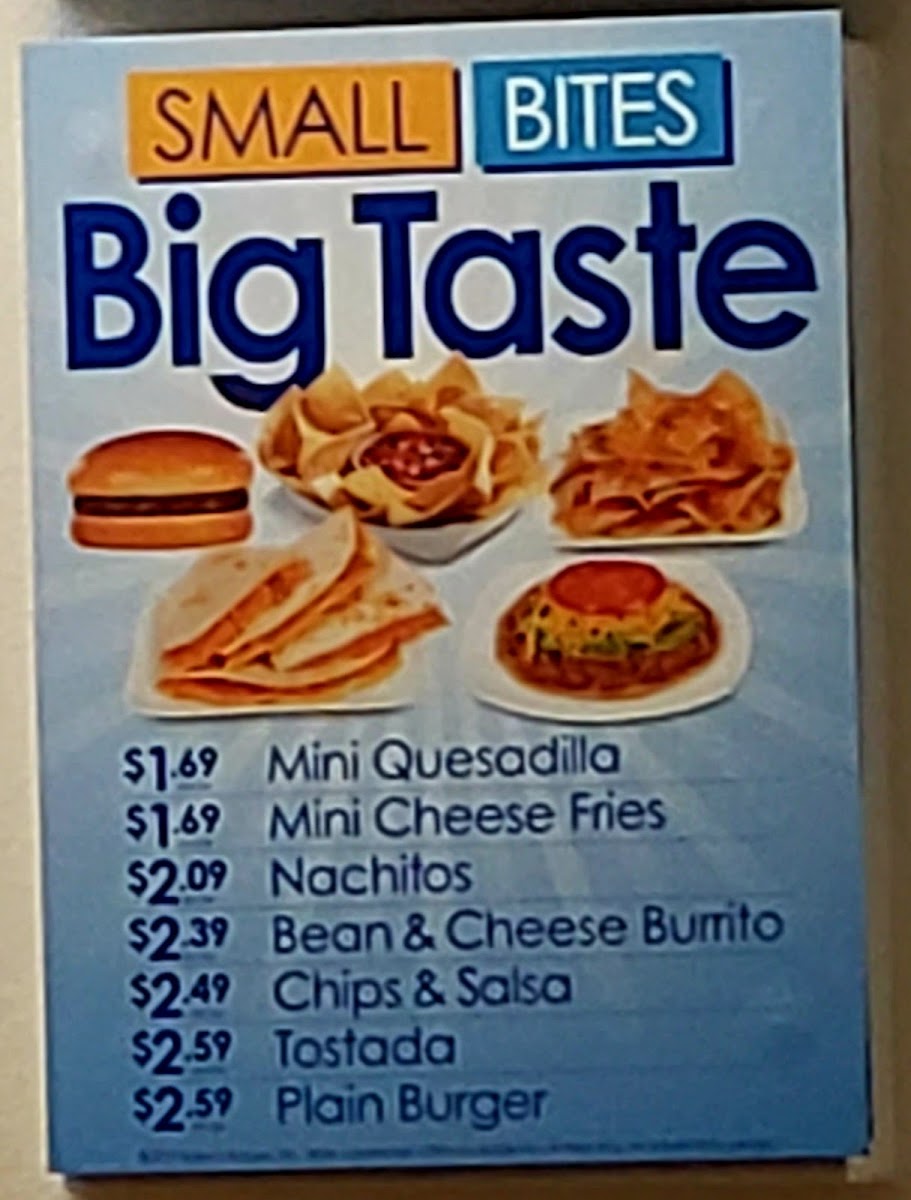 SMALL BITES
Big Taste
$1.69 Mini Quesadilla
$1.69 Mini Cheese Fries
$2.09 Nachitos
$2.39 Bean & Cheese Burrito
$2.49 Chips & Salsa
$2.59 Tostada
$2.59 Plain Burger